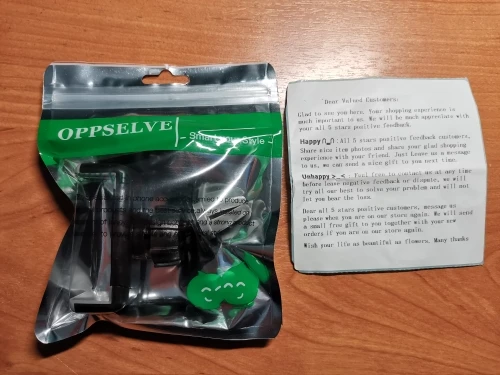 OPPSELVE
Smart Style
Dear Valued Customers:
Glad to see you here. Your shopping experience is
much important to us. We will be much appreciate with
your all 5 stars positive feedback.
Happy :All 5 stars positive feedback customers,
Share nice item photos and share your glad shopping
experience with your friend. Just Leave us a message
to us, we can send a nice gift to you next time.
Unhappy >_< : Feel free to contact us at any time
before leave negative feedback or dispute, we will
try all our best to solve your problem and will not
let you bear the loss.
Dear all 5 stars positive customers, message us
please when you are on our store again. We will send
a small free gift to you together with your new
orders if you are on our store again.
Wish your life as beautiful as flowers. Many thanks